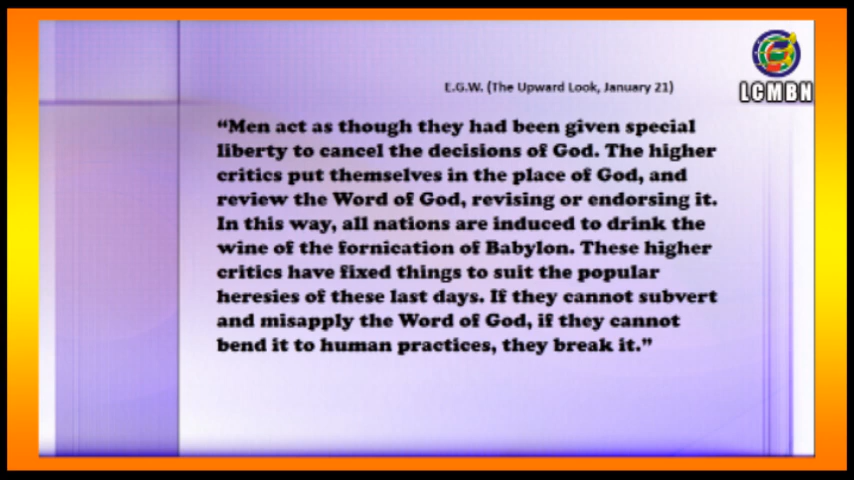 E.G.W. (The Upward Look, January 21)
LCMBN
“Men act as though they had been given special
liberty to cancel the decisions of God. The higher
critics put themselves in the place of God, and
review the Word of God, revising or endorsing it.
In this way, all nations are induced to drink the
wine of the fornication of Babylon. These higher
critics have fixed things to suit the popular
heresies of these last days. If they cannot subvert
and misapply the Word of God, if they cannot
bend it to human practices, they break it.”